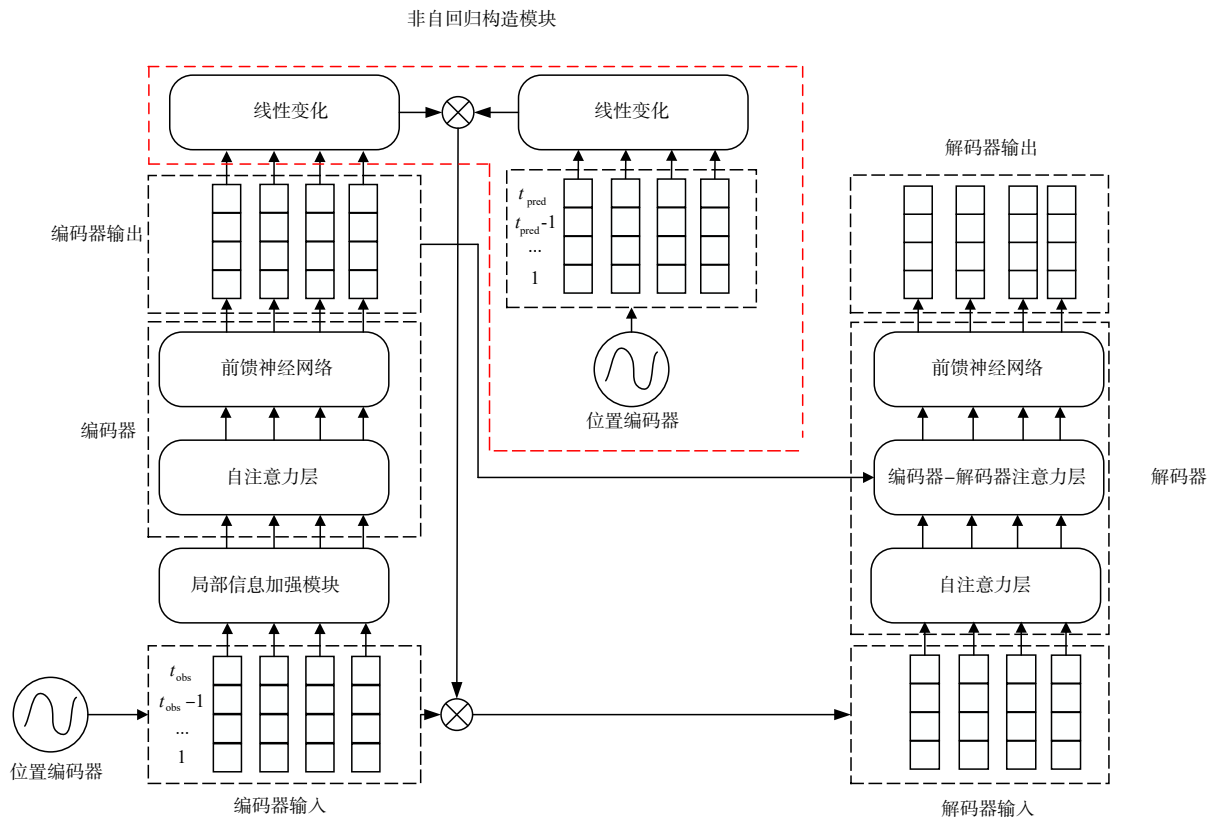 非自回归构造模块
线性变化
线性变化
解码器输出
编码器输出
t pred
t pred -1
...
1
前馈神经网络
位置编码器
前馈神经网络
编码器
自注意力层
编码器-解码器注意力层
解码器
局部信息加强模块
自注意力层
t obs
t obs -1
...
1
位置编码器
编码器输入
解码器输入